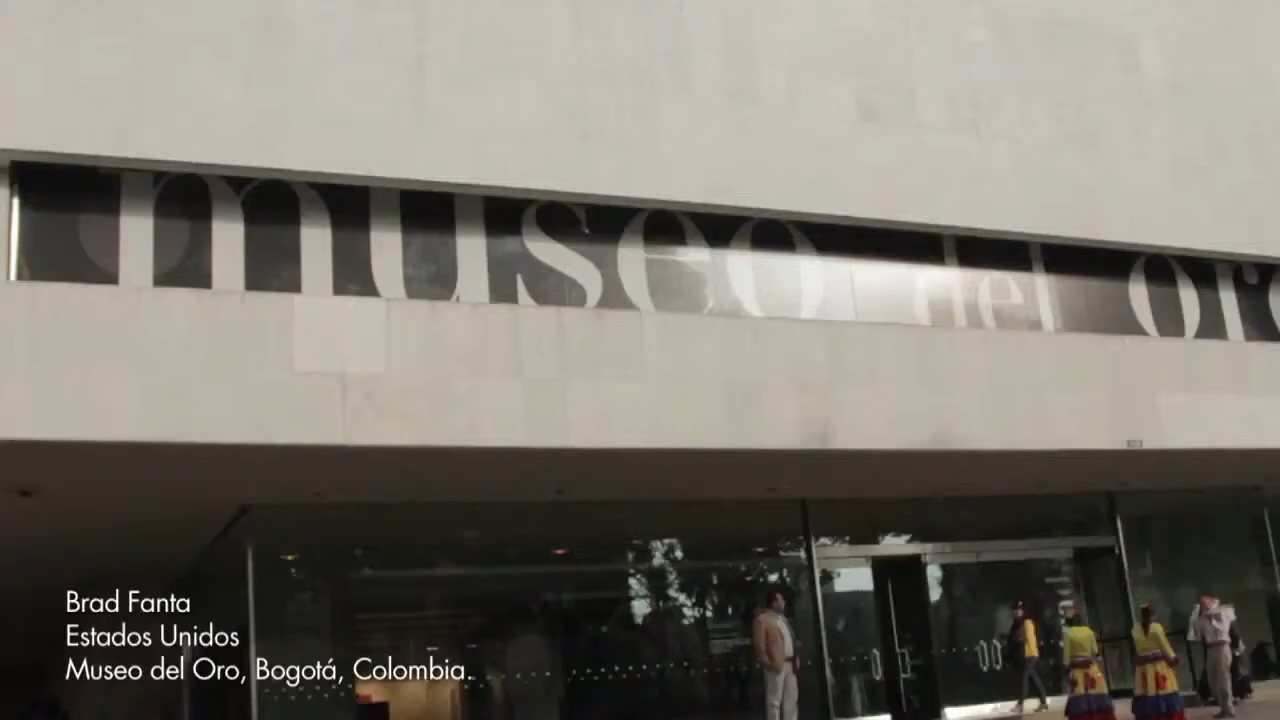 museo del oro
Brad Fanta
Estados Unidos
Museo del Oro, Bogotá, Colombia.